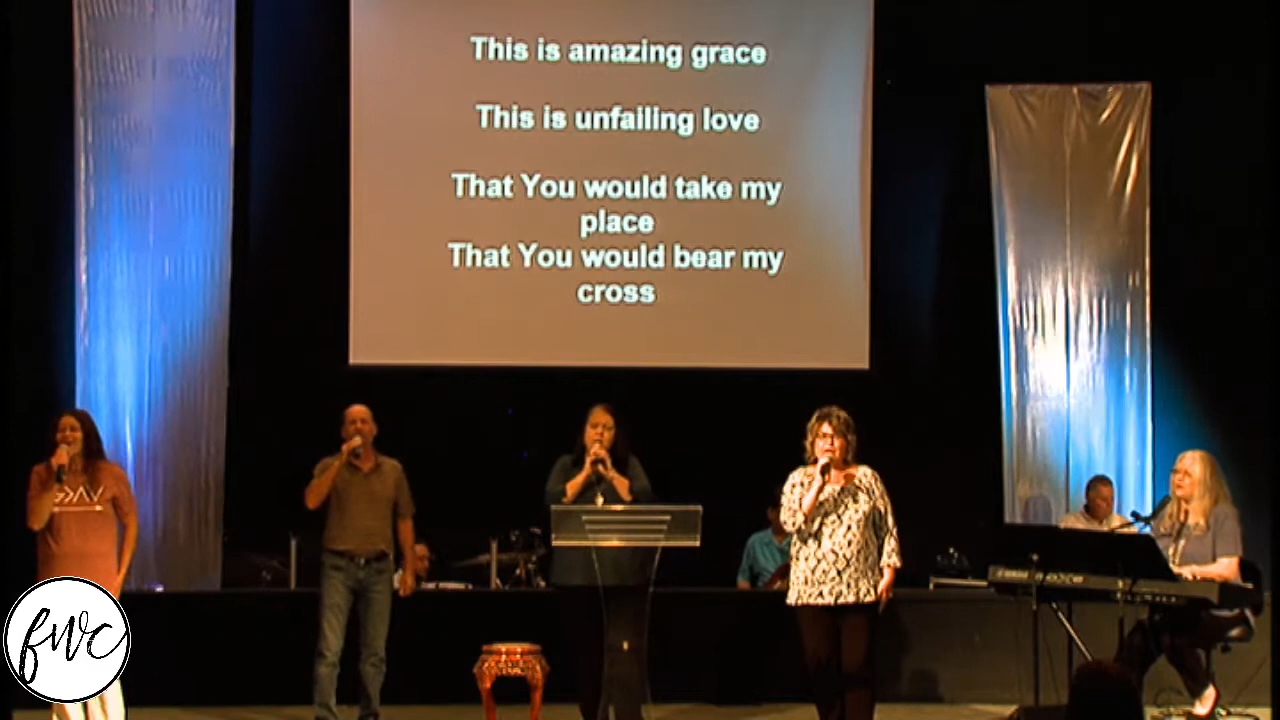 This is amazing grace
This is unfailing love
That You would take my
place
That You would bear my
cross
fwc